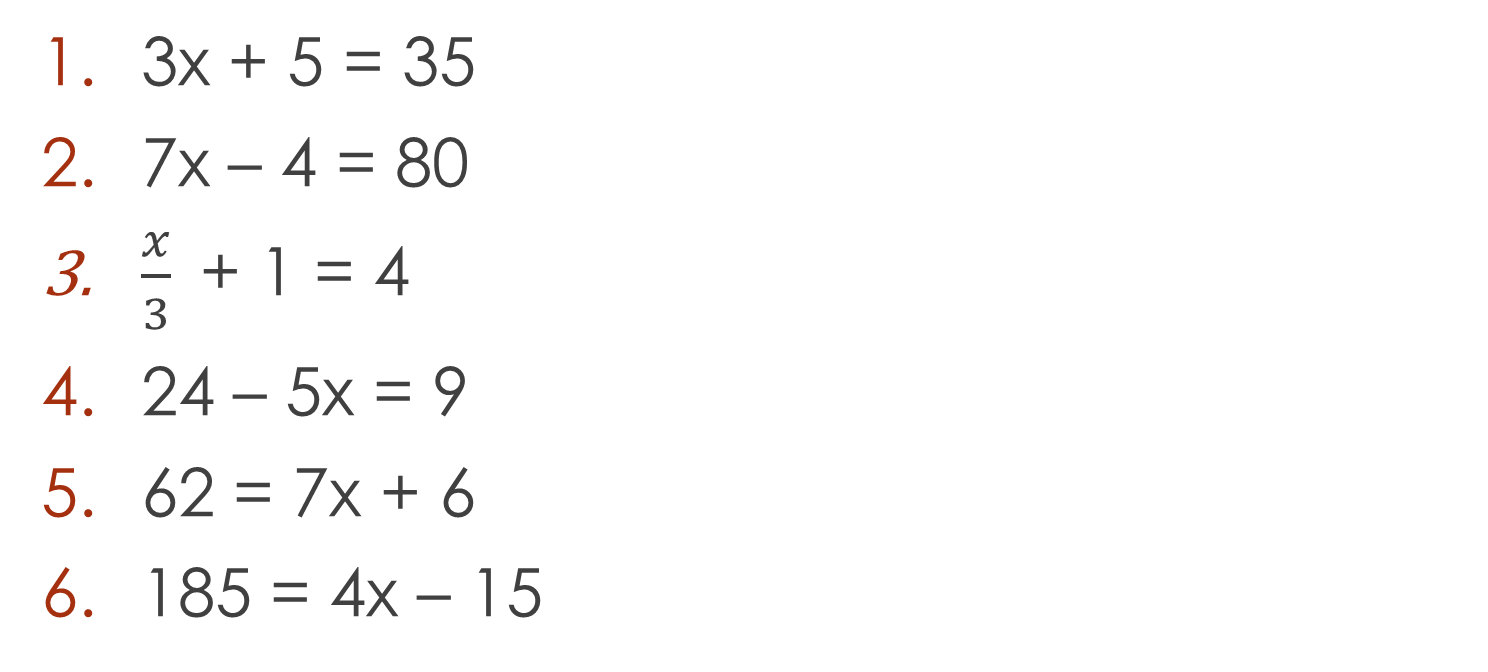 1. 3x + 5 = 35
2. 7x – 4 = 80
3. x/3 + 1 = 4
4. 24 – 5x = 9
5. 62 = 7x + 6
6. 185 = 4x – 15